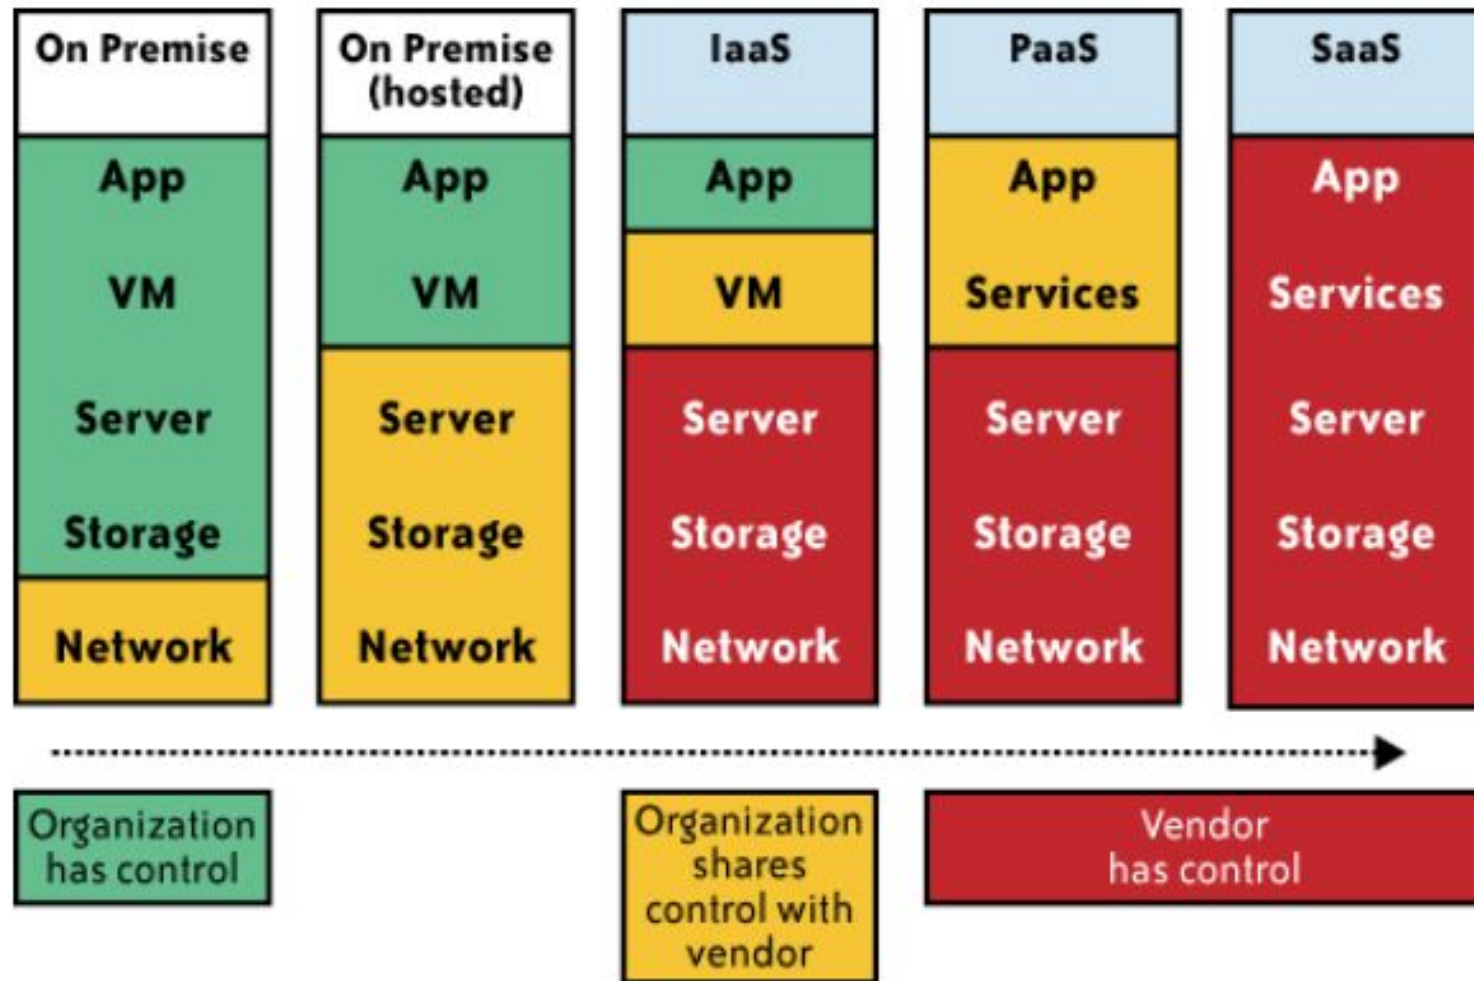 On Premise
App
VM
Server
Storage
Network
On Premise
(hosted)
App
VM
Server
Storage
Network
IaaS
App
VM
Server
Storage
Network
PaaS
App
Services
Server
Storage
Network
SaaS
App
Services
Server
Storage
Network
Organization
has control
Organization
shares
control with
vendor
Vendor
has control